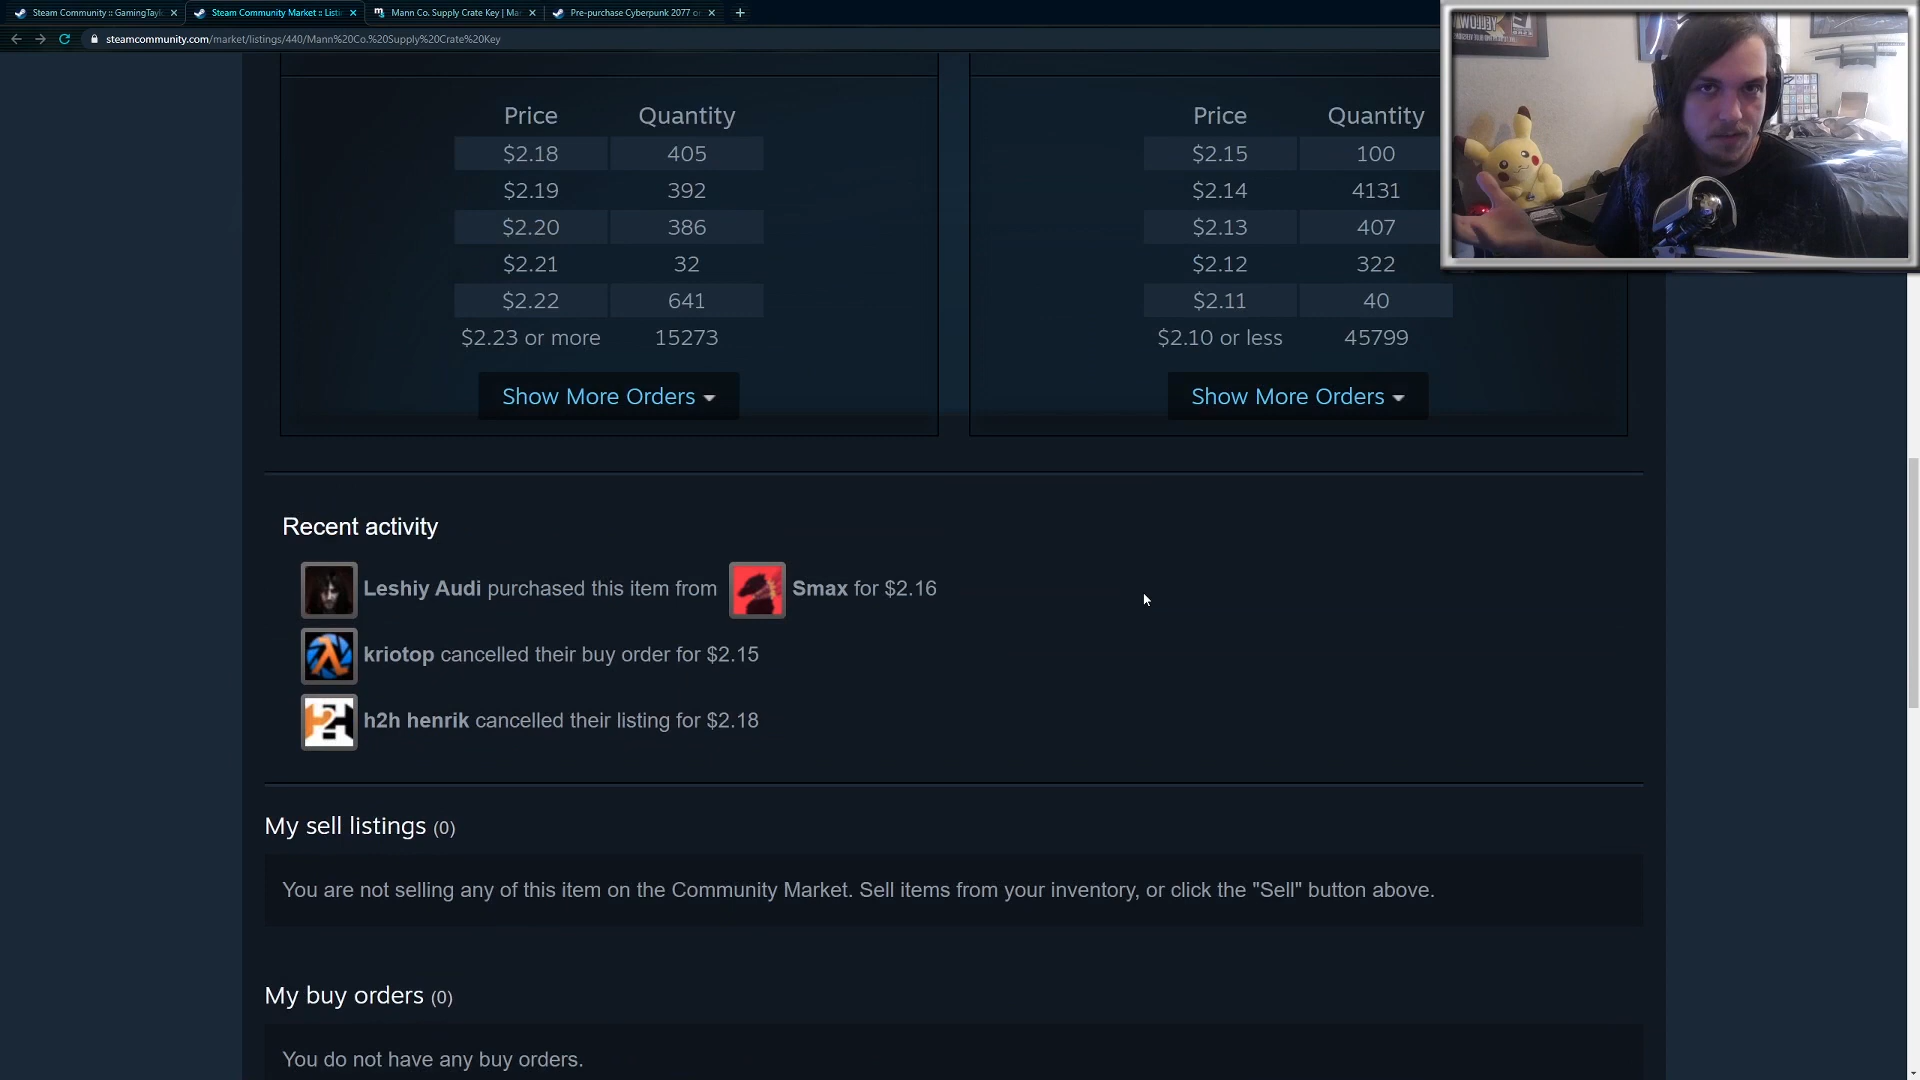 Steam Community :: GamingTayl
Steam Community Market :: Listi
Mann Co. Supply Crate Key | Ma
Pre-purchase Cyberpunk 2077 o
steamcommunity.com/market/listings/440/Mann%20Co.%20Supply%20Crate%20Key
Price Quantity
$2.18 405
$2.19 392
$2.20 386
$2.21 32
$2.22 641
$2.23 or more 15273
Show More Orders
Price Quantity
$2.15 100
$2.14 4131
$2.13 407
$2.12 322
$2.11 40
$2.10 or less 45799
Show More Orders
YELLOW
Recent activity
Leshiy Audi purchased this item from Smax for $2.16
kriotop cancelled their buy order for $2.15
h2h henrik cancelled their listing for $2.18
My sell listings (0)
You are not selling any of this item on the Community Market. Sell items from your inventory, or click the "Sell" button above.
My buy orders (0)
You do not have any buy orders.